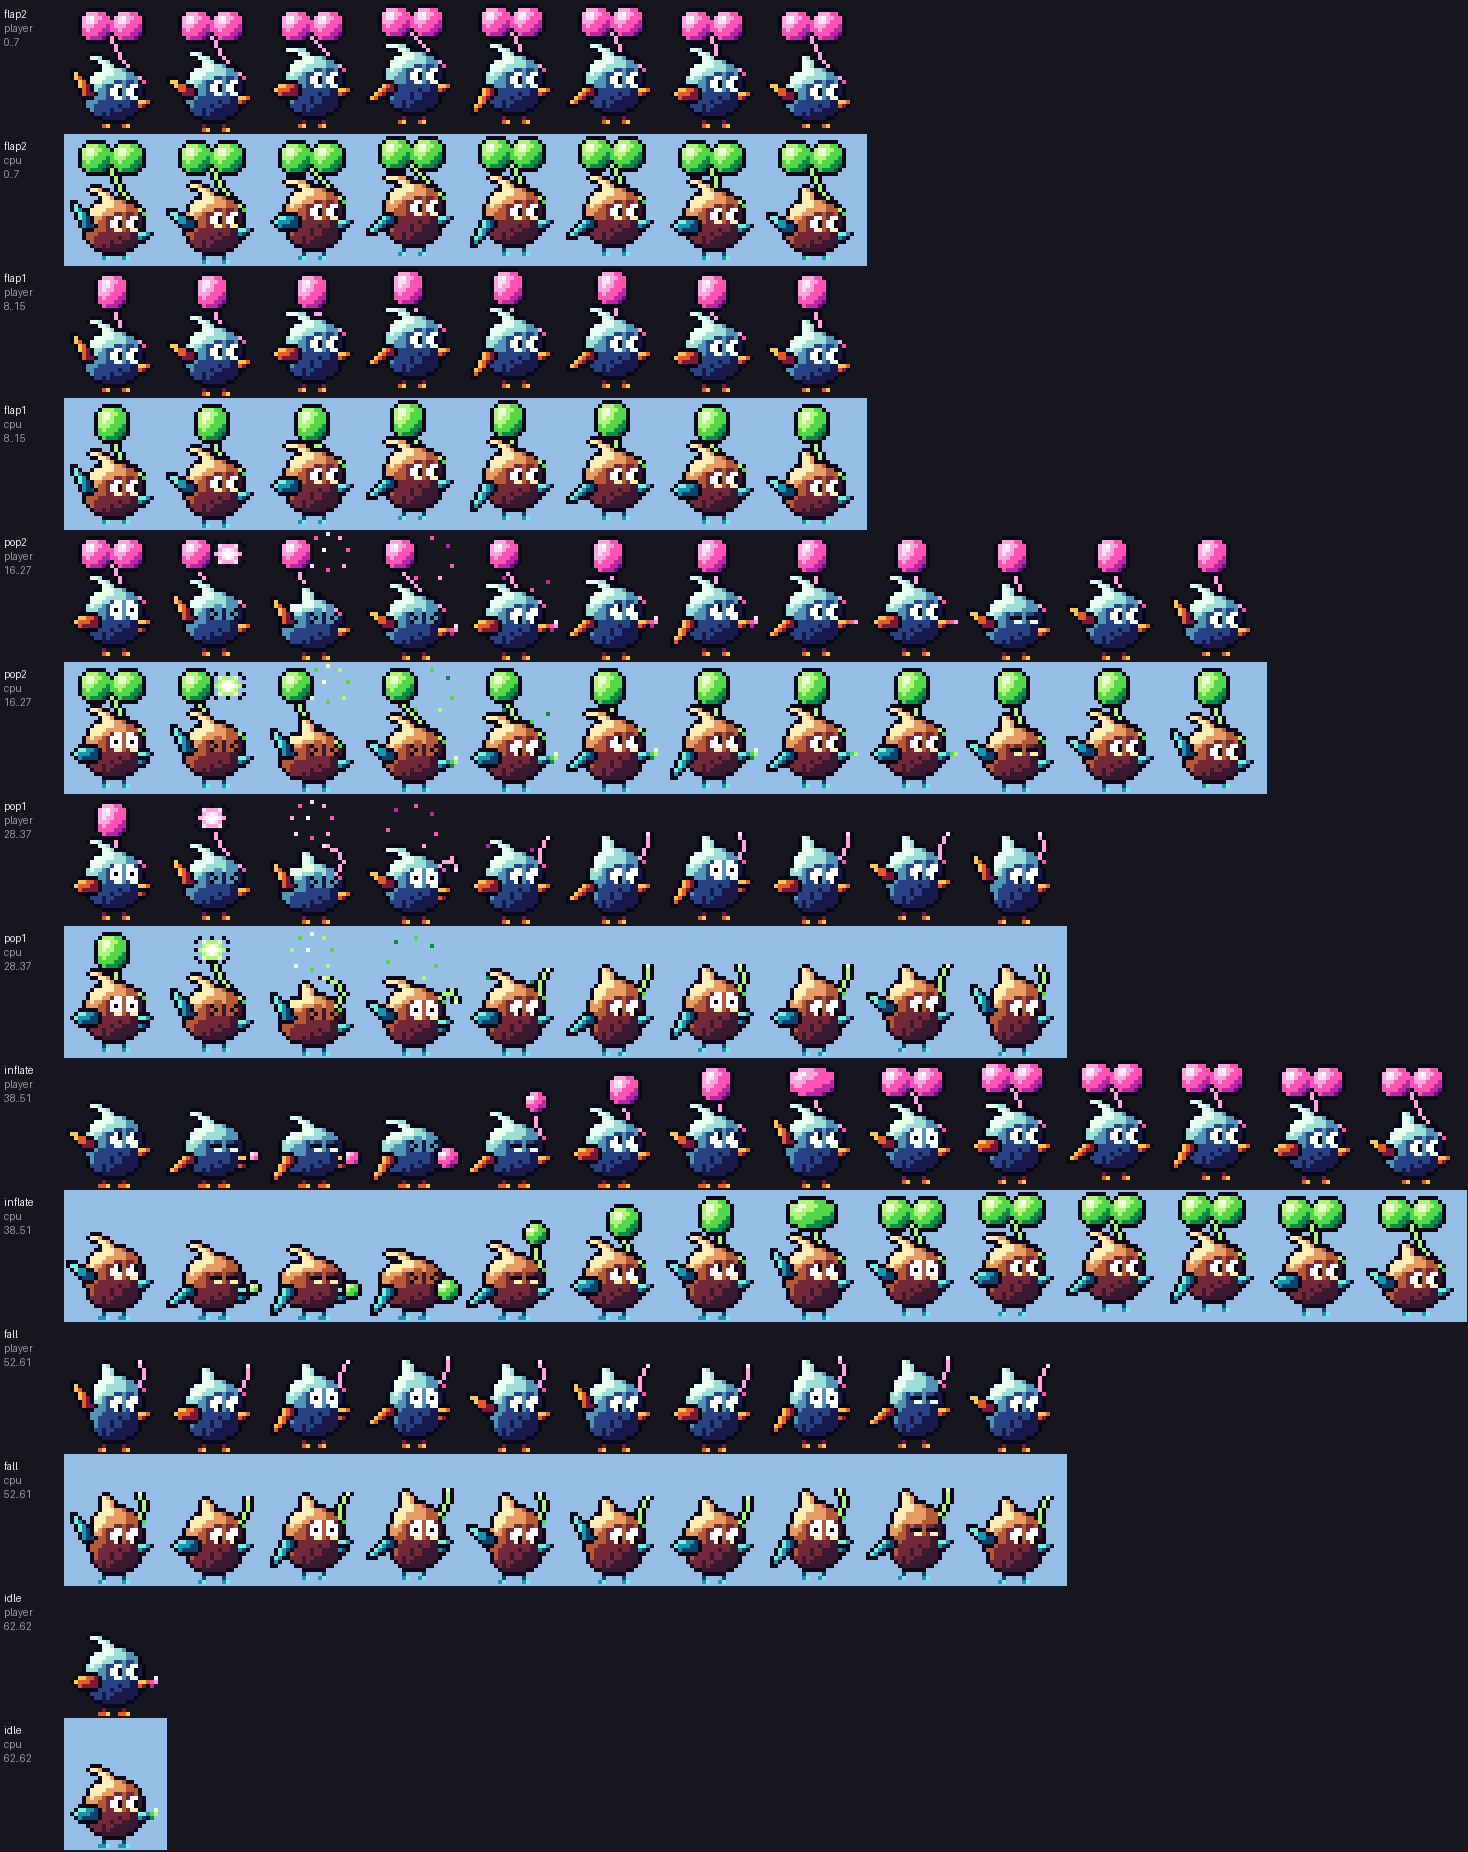 flap2
player
0..7
flap2
cpu
0..7
flap1
player
8..15
flap1
cpu
8..15
pop2
player
16..27
pop2
cpu
16..27
pop1
player
28..37
pop1
cpu
28..37
inflate
player
38..51
inflate
cpu
38..51
fall
player
52..61
fall
cpu
52..61
idle
player
62..62
idle
cpu
62..62